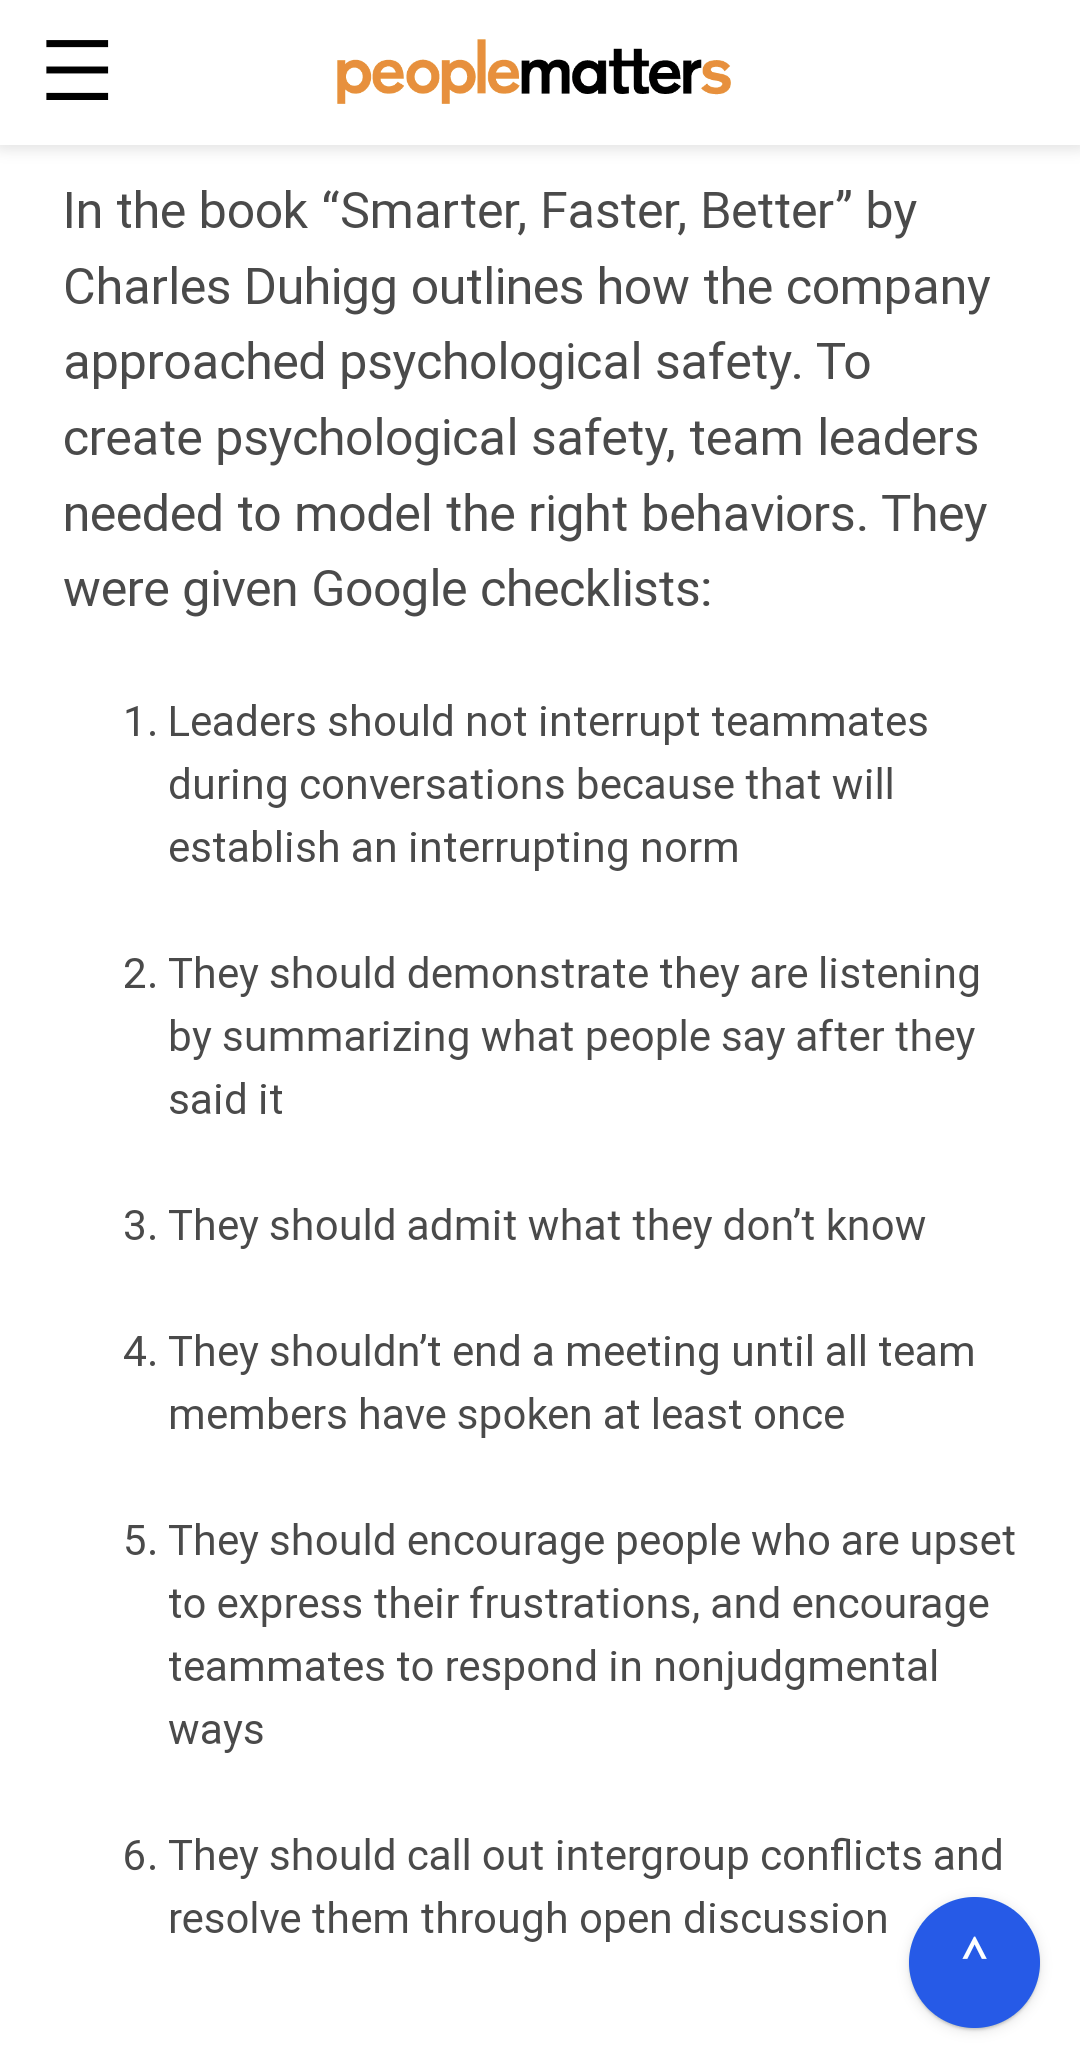 peoplematters
In the book “Smarter, Faster, Better” by
Charles Duhigg outlines how the company
approached psychological safety. To
create psychological safety, team leaders
needed to model the right behaviors. They
were given Google checklists:
1. Leaders should not interrupt teammates
during conversations because that will
establish an interrupting norm
2. They should demonstrate they are listening
by summarizing what people say after they
said it
3. They should admit what they don’t know
4. They shouldn’t end a meeting until all team
members have spoken at least once
5. They should encourage people who are upset
to express their frustrations, and encourage
teammates to respond in nonjudgmental
ways
6. They should call out intergroup conflicts and
resolve them through open discussion